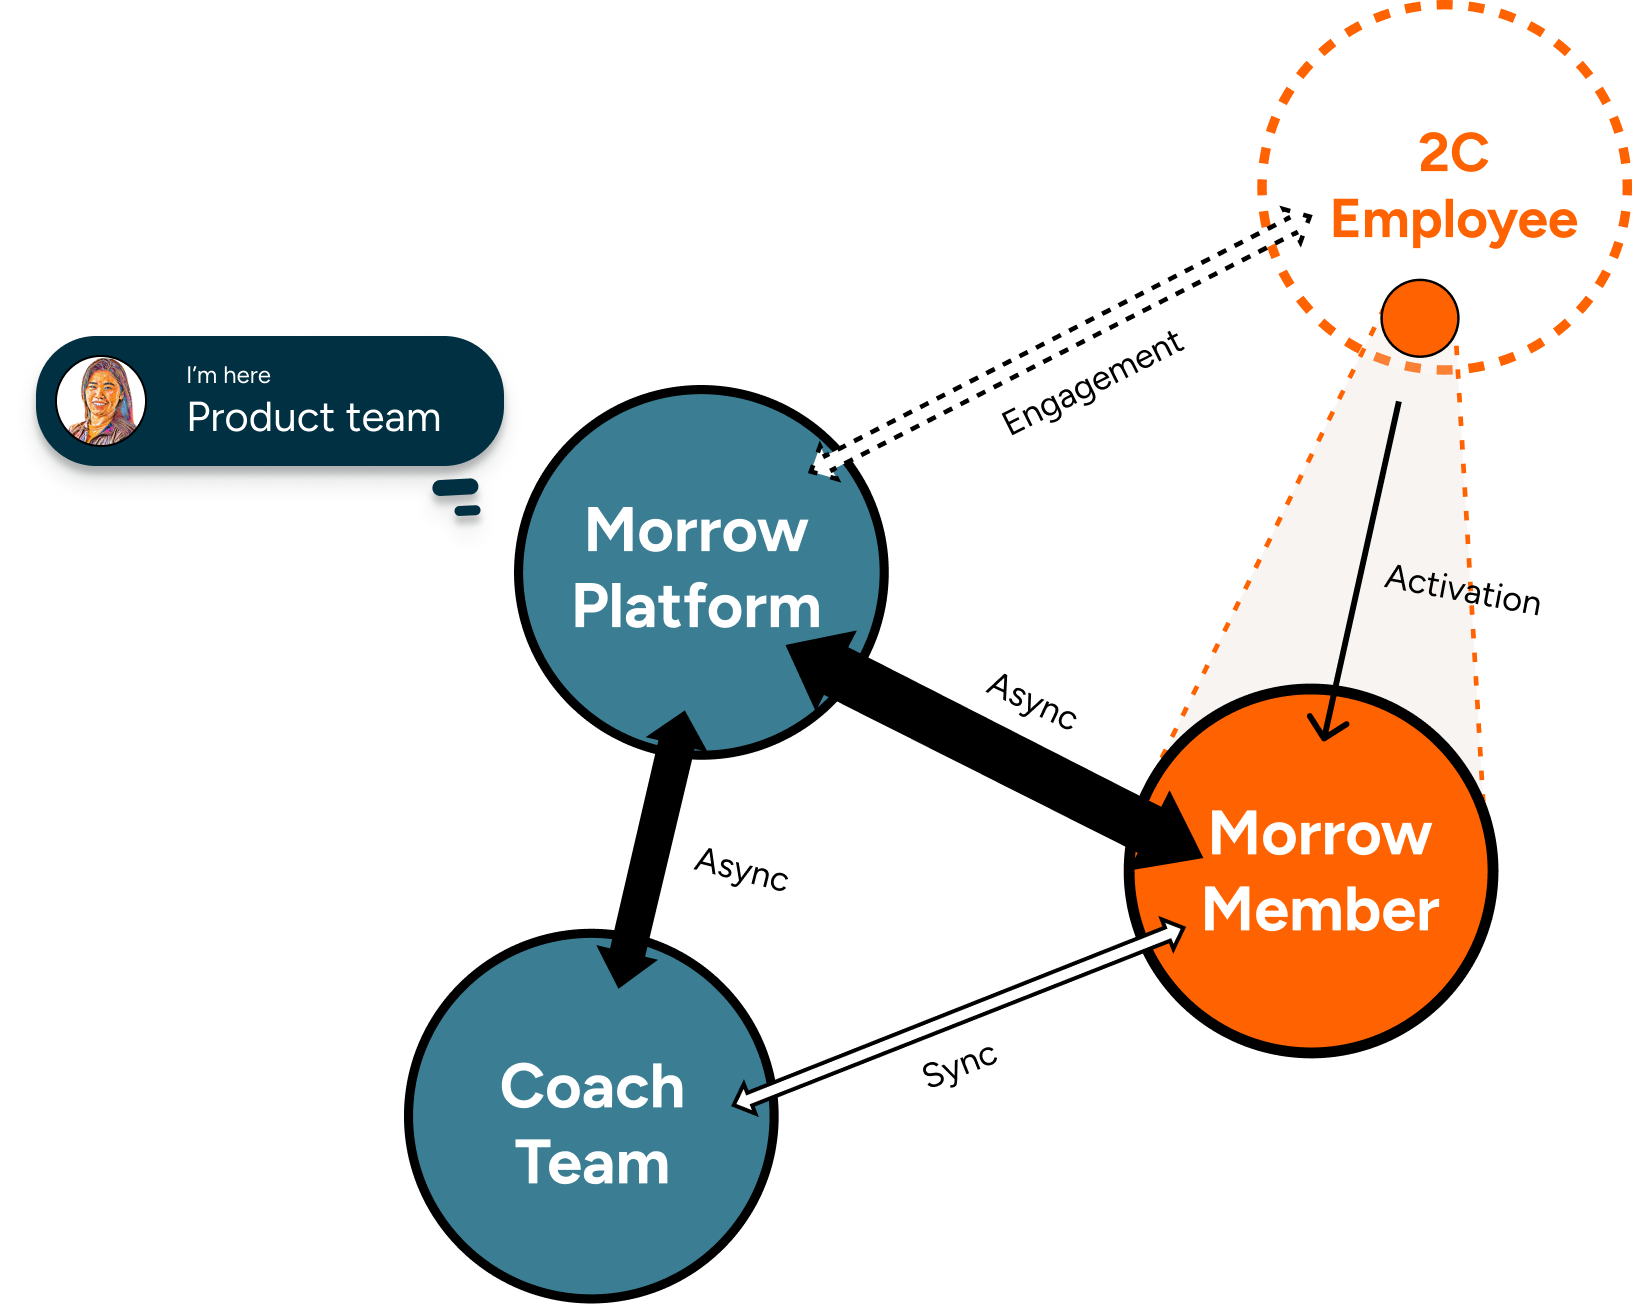 2C
Employee
Engagement
I'm here
Product team
Morrow
Platform
Activation
Async
Morrow
Member
Async
Sync
Coach
Team